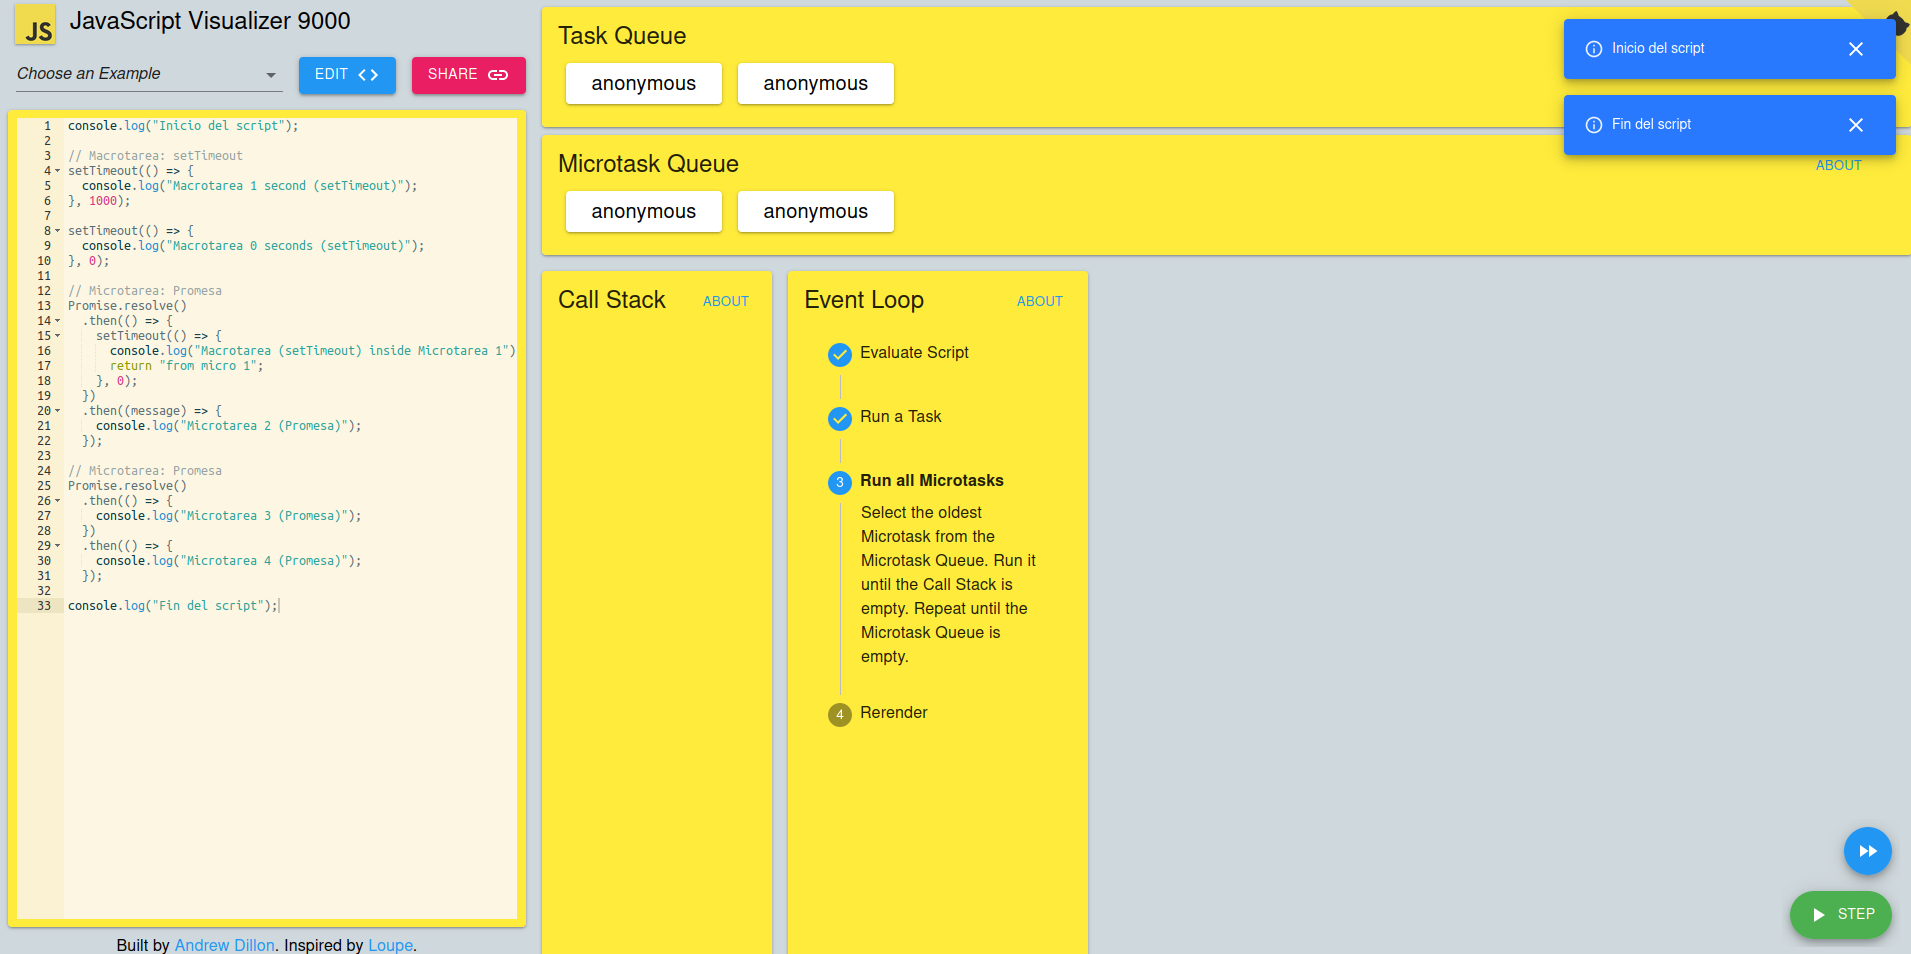 JS
JavaScript Visualizer 9000
Choose an Example
EDIT
SHARE
1 console.log("Inicio del script");
2
3 // Macrotarea: setTimeout
4 setTimeout(() => {
5 console.log("Macrotarea 1 second (setTimeout)");
6 }, 1000);
7
8 setTimeout(() => {
9 console.log("Macrotarea 0 seconds (setTimeout)");
10 }, 0);
11
12 // Microtarea: Promesa
13 Promise.resolve()
14 .then(() => {
15 setTimeout(() => {
16 console.log("Macrotarea (setTimeout) inside Microtarea 1")
17 return "from micro 1";
18 }, 0);
19 })
20 .then((message) => {
21 console.log("Microtarea 2 (Promesa)");
22 });
23
24 // Microtarea: Promesa
25 Promise.resolve()
26 .then(() => {
27 console.log("Microtarea 3 (Promesa)");
28 })
29 .then(() => {
30 console.log("Microtarea 4 (Promesa)");
31 });
32
33 console.log("Fin del script");
Built by Andrew Dillon. Inspired by Loupe.
Task Queue
anonymous anonymous
Inicio del script
Fin del script
Microtask Queue
ABOUT
anonymous anonymous
Call Stack
ABOUT
Event Loop
ABOUT
Evaluate Script
Run a Task
3 Run all Microtasks
Select the oldest
Microtask from the
Microtask Queue. Run it
until the Call Stack is
empty. Repeat until the
Microtask Queue is
empty.
4 Rerender
STEP